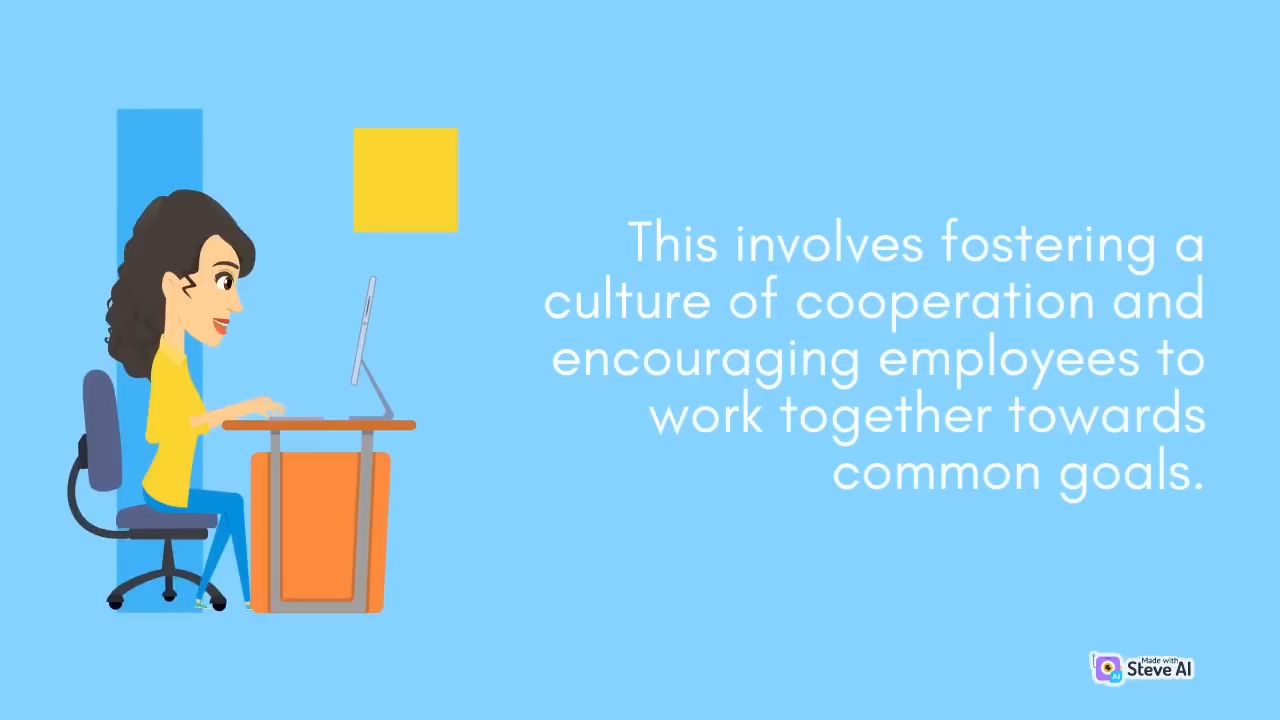 This involves fostering a
culture of cooperation and
encouraging employees to
work together towards
common goals.
Made with
Steve AI
AI